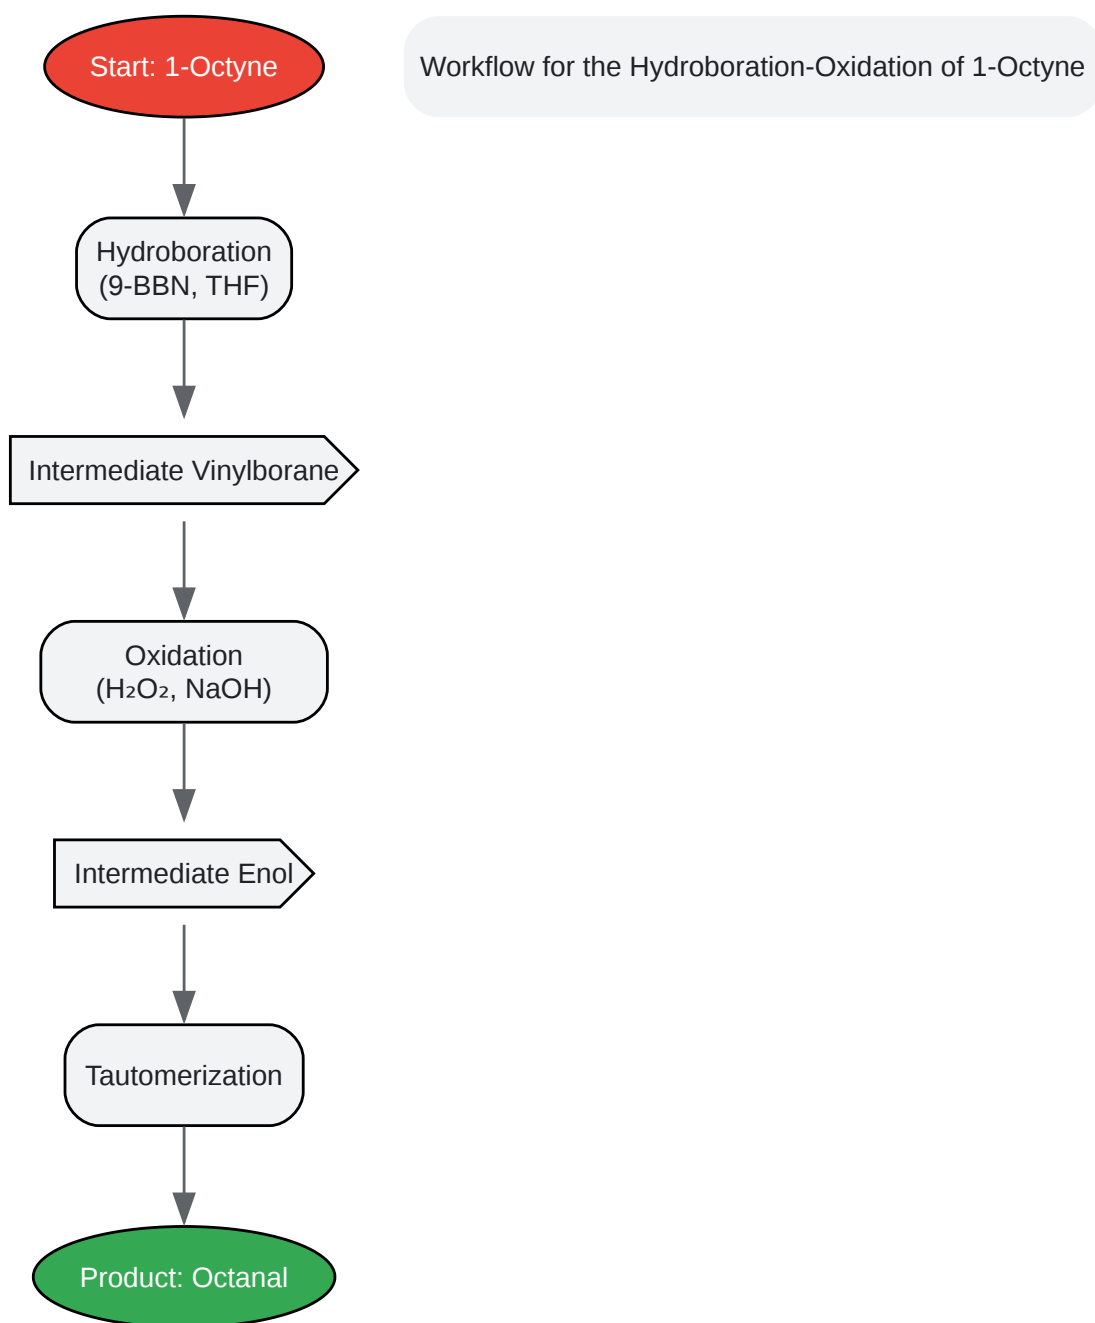 Start: 1-Octyne
Workflow for the Hydroboration-Oxidation of 1-Octyne
Hydroboration
(9-BBN, THF)
Intermediate Vinylborane
Oxidation
(H₂O₂, NaOH)
Intermediate Enol
Tautomerization
Product: Octanal